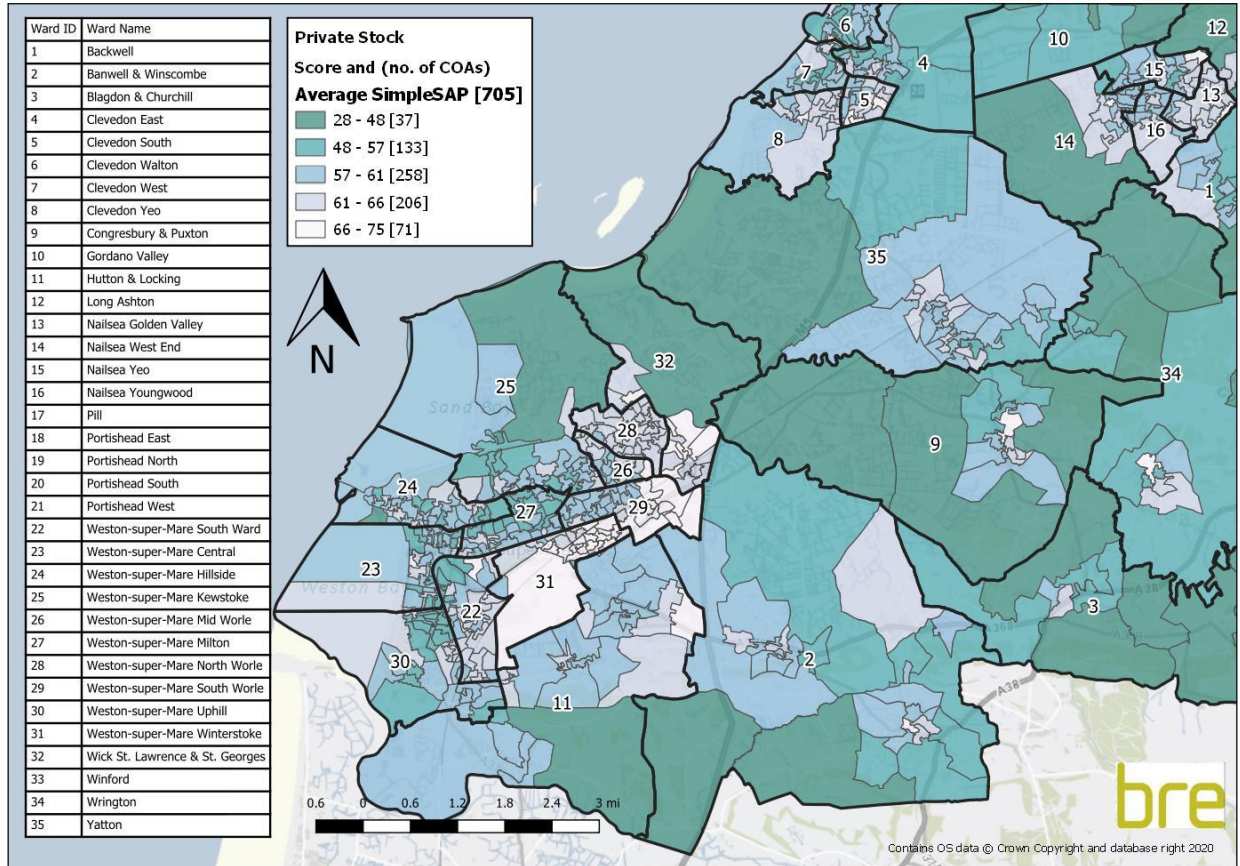 Ward ID Ward Name
1 Backwell
2 Banwell & Winscombe
3 Blagdon & Churchill
4 Clevedon East
5 Clevedon South
6 Clevedon Walton
7 Clevedon West
8 Clevedon Yeo
9 Congresbury & Puxton
10 Gordano Valley
11 Hutton & Locking
12 Long Ashton
13 Nailsea Golden Valley
14 Nailsea West End
15 Nailsea Yeo
16 Nailsea Youngwood
17 Pill
18 Portishead East
19 Portishead North
20 Portishead South
21 Portishead West
22 Weston-super-Mare South Ward
23 Weston-super-Mare Central
24 Weston-super-Mare Hillside
25 Weston-super-Mare Kewstoke
26 Weston-super-Mare Mid Worle
27 Weston-super-Mare Milton
28 Weston-super-Mare North Worle
29 Weston-super-Mare South Worle
30 Weston-super-Mare Uphill
31 Weston-super-Mare Winterstoke
32 Wick St. Lawrence & St. Georges
33 Winford
34 Wrington
35 Yatton
Private Stock
Score and (no. of COAs)
Average SimpleSAP [705]
28 - 48 [37]
48 - 57 [133]
57 - 61 [258]
61 - 66 [206]
66 - 75 [71]
N
6
12
10
4
7
15
5
13
16
8
14
1
35
32
25
34
28
9
26
24
29
27
23
31
22
3
A38
30
2
11
A38
0.6 0 0.6 1.2 1.8 2.4 3 mi
bre
Contains OS data © Crown Copyright and database right 2020